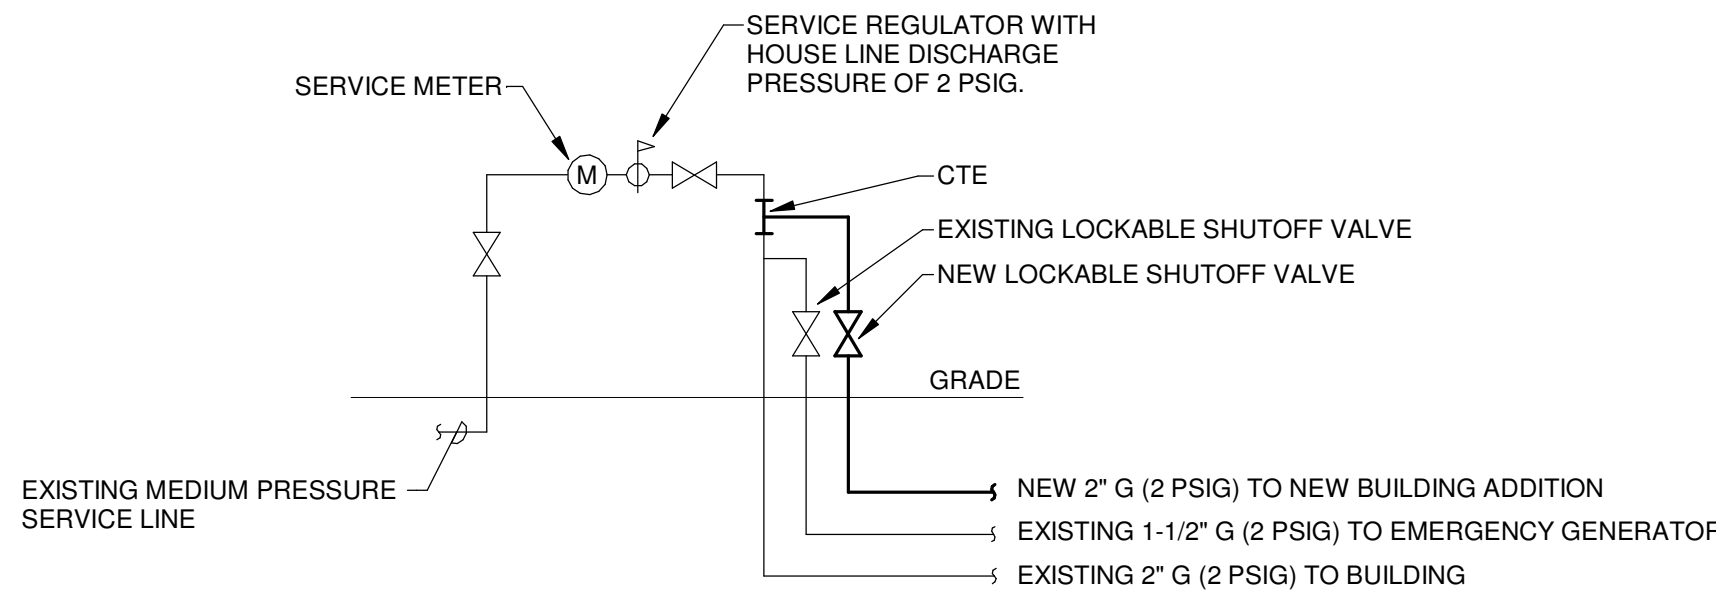 SERVICE REGULATOR WITH
HOUSE LINE DISCHARGE
PRESSURE OF 2 PSIG.
SERVICE METER
M
CTE
EXISTING LOCKABLE SHUTOFF VALVE
NEW LOCKABLE SHUTOFF VALVE
GRADE
EXISTING MEDIUM PRESSURE
SERVICE LINE
NEW 2" G (2 PSIG) TO NEW BUILDING ADDITION
EXISTING 1-1/2" G (2 PSIG) TO EMERGENCY GENERATOR
EXISTING 2" G (2 PSIG) TO BUILDING